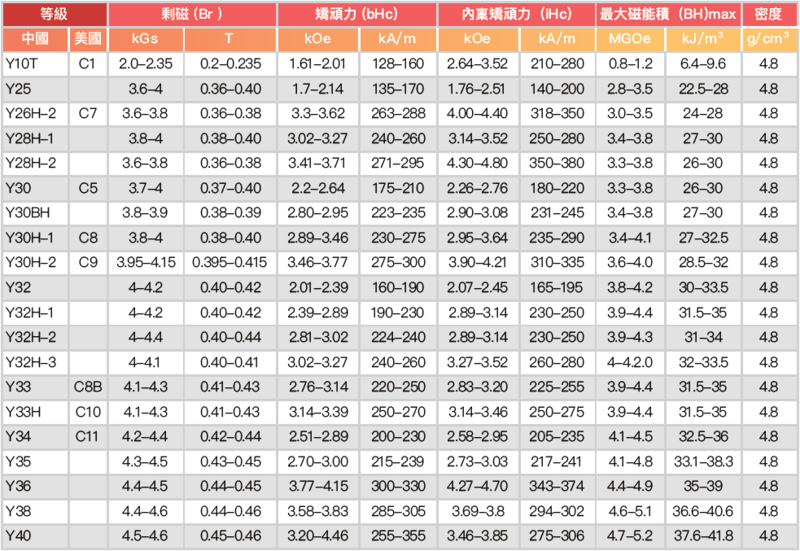 等級 剩磁 (Br ) 矯頑力 (bHc) 內稟矯頑力 (iHc) 最大磁能積 (BH)max 密度
中國 美國 kGs T kOe kA/m kOe kA/m MGOe kJ/m³ g/cm³
Y10T C1 2.0–2.35 0.2–0.235 1.61–2.01 128–160 2.64–3.52 210–280 0.8–1.2 6.4–9.6 4.8
Y25 3.6–4 0.36–0.40 1.7–2.14 135–170 1.76–2.51 140–200 2.8–3.5 22.5–28 4.8
Y26H–2 C7 3.6–3.8 0.36–0.38 3.3–3.62 263–288 4.00–4.40 318–350 3.0–3.5 24–28 4.8
Y28H–1 3.8–4 0.38–0.40 3.02–3.27 240–260 3.14–3.52 250–280 3.4–3.8 27–30 4.8
Y28H–2 3.6–3.8 0.36–0.38 3.41–3.71 271–295 4.30–4.80 350–380 3.3–3.8 26–30 4.8
Y30 C5 3.7–4 0.37–0.40 2.2–2.64 175–210 2.26–2.76 180–220 3.3–3.8 26–30 4.8
Y30BH 3.8–3.9 0.38–0.39 2.80–2.95 223–235 2.90–3.08 231–245 3.4–3.8 27–30 4.8
Y30H–1 C8 3.8–4 0.38–0.40 2.89–3.46 230–275 2.95–3.64 235–290 3.4–4.1 27–32.5 4.8
Y30H–2 C9 3.95–4.15 0.395–0.415 3.46–3.77 275–300 3.90–4.21 310–335 3.6–4.0 28.5–32 4.8
Y32 4–4.2 0.40–0.42 2.01–2.39 160–190 2.07–2.45 165–195 3.8–4.2 30–33.5 4.8
Y32H–1 4–4.2 0.40–0.42 2.39–2.89 190–230 2.89–3.14 230–250 3.9–4.4 31.5–35 4.8
Y32H–2 4–4.4 0.40–0.44 2.81–3.02 224–240 2.89–3.14 230–250 3.9–4.3 31–34 4.8
Y32H–3 4–4.1 0.40–0.41 3.02–3.27 240–260 3.27–3.52 260–280 4–4.2.0 32–33.5 4.8
Y33 C8B 4.1–4.3 0.41–0.43 2.76–3.14 220–250 2.83–3.20 225–255 3.9–4.4 31.5–35 4.8
Y33H C10 4.1–4.3 0.41–0.43 3.14–3.39 250–270 3.14–3.46 250–275 3.9–4.4 31.5–35 4.8
Y34 C11 4.2–4.4 0.42–0.44 2.51–2.89 200–230 2.58–2.95 205–235 4.1–4.5 32.5–36 4.8
Y35 4.3–4.5 0.43–0.45 2.70–3.00 215–239 2.73–3.03 217–241 4.1–4.8 33.1–38.3 4.8
Y36 4.4–4.5 0.44–0.45 3.77–4.15 300–330 4.27–4.70 343–374 4.4–4.9 35–39 4.8
Y38 4.4–4.6 0.44–0.46 3.58–3.83 285–305 3.69–3.8 294–302 4.6–5.1 36.6–40.6 4.8
Y40 4.5–4.6 0.45–0.46 3.20–4.46 255–355 3.46–3.85 275–306 4.7–5.2 37.6–41.8 4.8